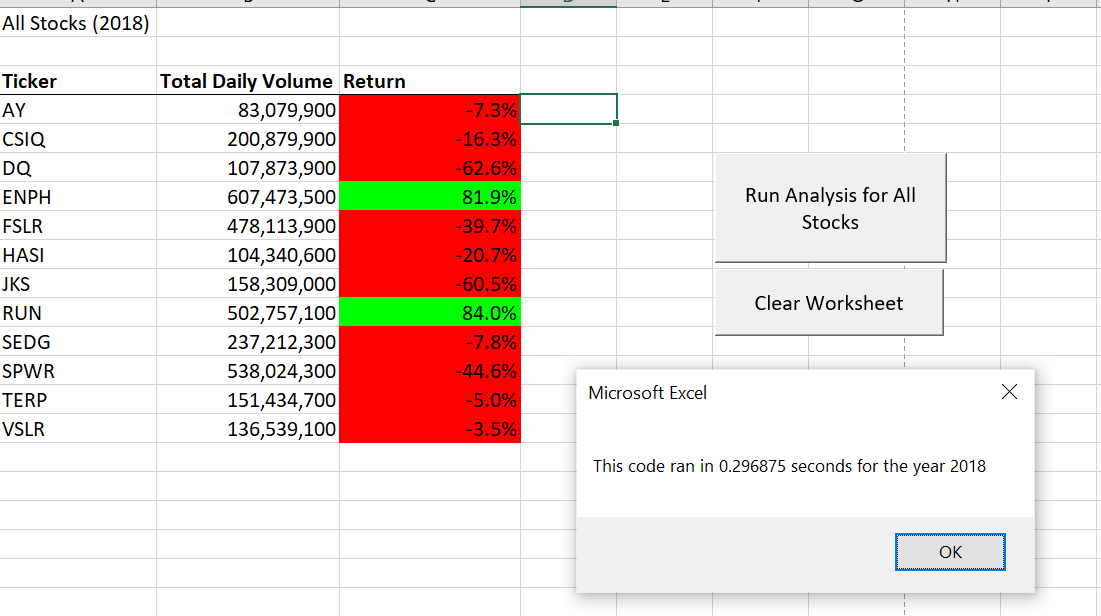 All Stocks (2018)
Ticker Total Daily Volume Return
AY 83,079,900 -7.3%
CSIQ 200,879,900 -16.3%
DQ 107,873,900 -62.6%
ENPH 607,473,500 81.9%
FSLR 478,113,900 -39.7%
HASI 104,340,600 -20.7%
JKS 158,309,000 -60.5%
RUN 502,757,100 84.0%
SEDG 237,212,300 -7.8%
SPWR 538,024,300 -44.6%
TERP 151,434,700 -5.0%
VSLR 136,539,100 -3.5%
Run Analysis for All
Stocks
Clear Worksheet
Microsoft Excel
This code ran in 0.296875 seconds for the year 2018
OK